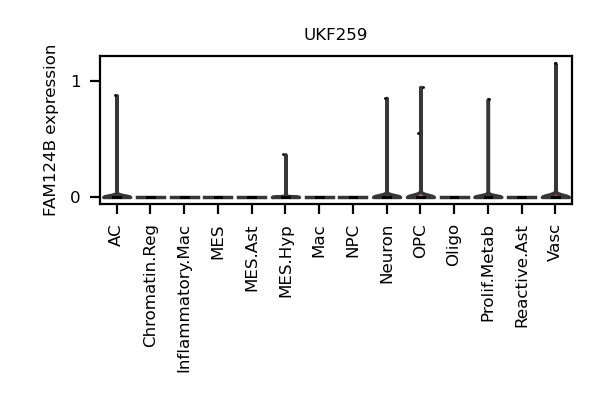 UKF259
FAM124B expression
1
0
AC
Chromatin.Reg
Inflammatory.Mac
MES
MES.Ast
MES.Hyp
Mac
NPC
Neuron
OPC
Oligo
Prolif.Metab
Reactive.Ast
Vasc